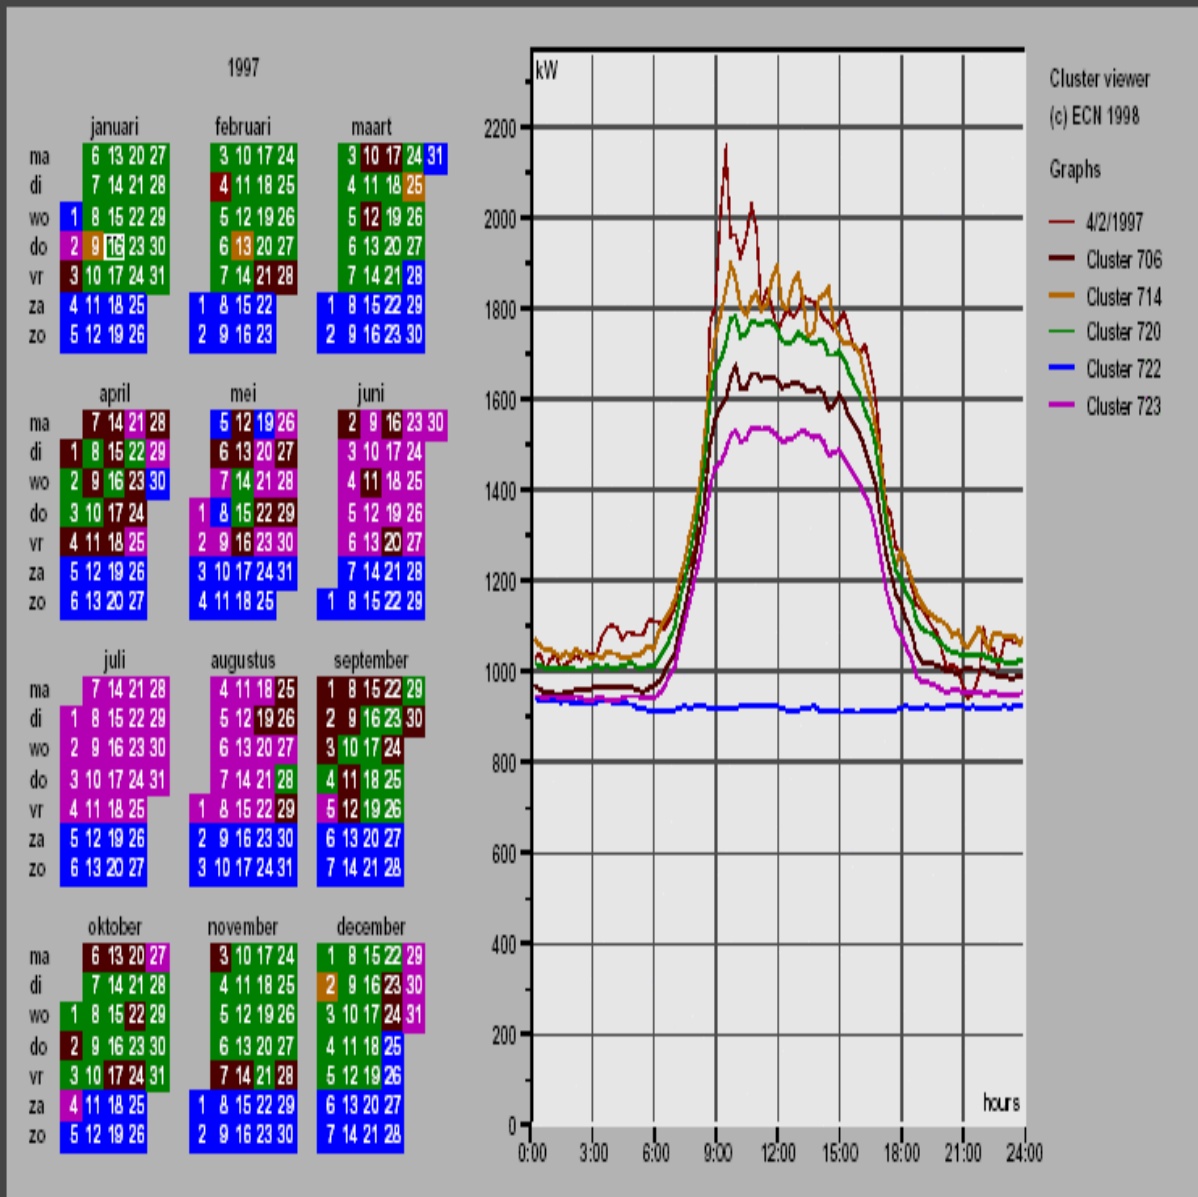 1997
januari februari maart
ma 6 13 20 27 3 10 17 24 3 10 17 24 31
di 7 14 21 28 4 11 18 25 4 11 18 25
wo 1 8 15 22 29 5 12 19 26 5 12 19 26
do 2 9 16 23 30 6 13 20 27 6 13 20 27
vr 3 10 17 24 31 7 14 21 28 7 14 21 28
za 4 11 18 25 1 8 15 22 1 8 15 22 29
zo 5 12 19 26 2 9 16 23 2 9 16 23 30
april mei juni
ma 7 14 21 28 5 12 19 26 2 9 16 23 30
di 1 8 15 22 29 6 13 20 27 3 10 17 24
wo 2 9 16 23 30 7 14 21 28 4 11 18 25
do 3 10 17 24 1 8 15 22 29 5 12 19 26
vr 4 11 18 25 2 9 16 23 30 6 13 20 27
za 5 12 19 26 3 10 17 24 31 7 14 21 28
zo 6 13 20 27 4 11 18 25 1 8 15 22 29
juli augustus september
ma 7 14 21 28 4 11 18 25 1 8 15 22 29
di 1 8 15 22 29 5 12 19 26 2 9 16 23 30
wo 2 9 16 23 30 6 13 20 27 3 10 17 24
do 3 10 17 24 31 7 14 21 28 4 11 18 25
vr 4 11 18 25 1 8 15 22 29 5 12 19 26
za 5 12 19 26 2 9 16 23 30 6 13 20 27
zo 6 13 20 27 3 10 17 24 31 7 14 21 28
oktober november december
ma 6 13 20 27 3 10 17 24 1 8 15 22 29
di 7 14 21 28 4 11 18 25 2 9 16 23 30
wo 1 8 15 22 29 5 12 19 26 3 10 17 24 31
do 2 9 16 23 30 6 13 20 27 4 11 18 25
vr 3 10 17 24 31 7 14 21 28 5 12 19 26
za 4 11 18 25 1 8 15 22 29 6 13 20 27
zo 5 12 19 26 2 9 16 23 30 7 14 21 28
kW
2200
2000
1800
1600
1400
1200
1000
800
600
400
200
0
hours
0:00 3:00 6:00 9:00 12:00 15:00 18:00 21:00 24:00
Cluster viewer
(c) ECN 1998
Graphs
4/2/1997
Cluster 706
Cluster 714
Cluster 720
Cluster 722
Cluster 723